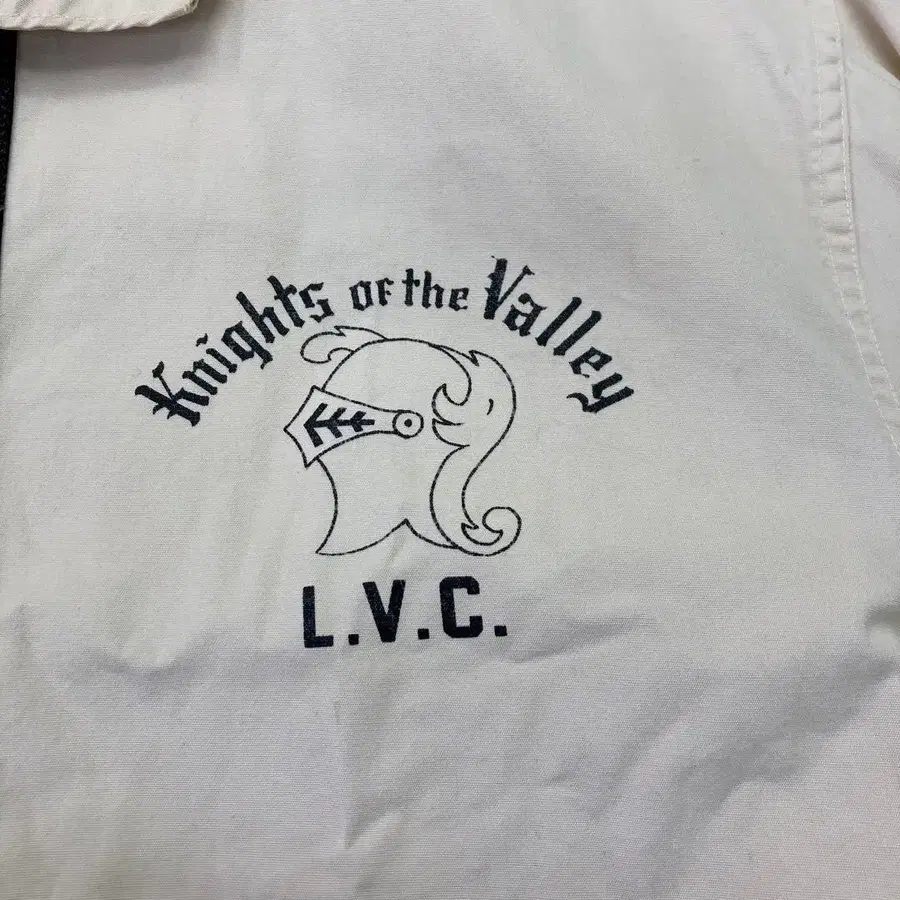 Knights of the Valley
L.V.C.